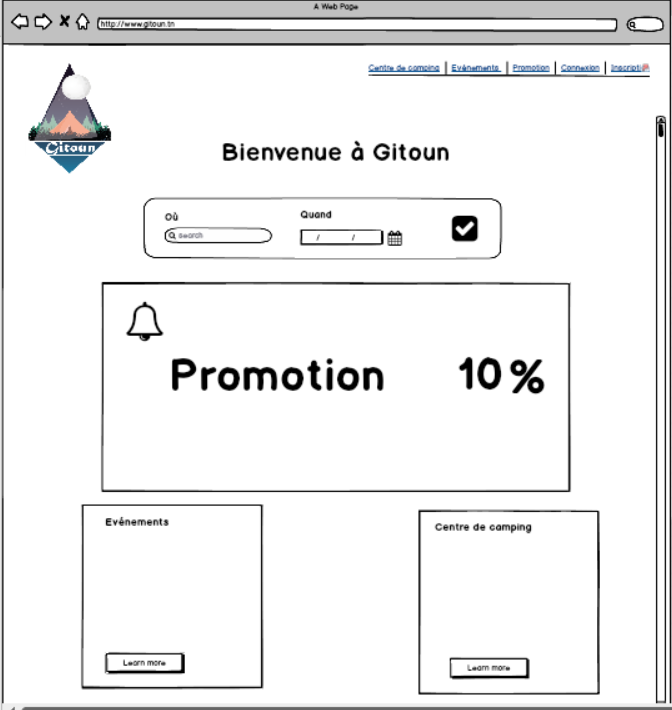 A Web Page
http://www.gitoun.tn
Centre de camping Evénements Promotion Connexion Inscripti
Gitoun
Bienvenue à Gitoun
Où
Quand
search
/ /
Promotion 10 %
Evénements
Centre de camping
Learn more
Learn more